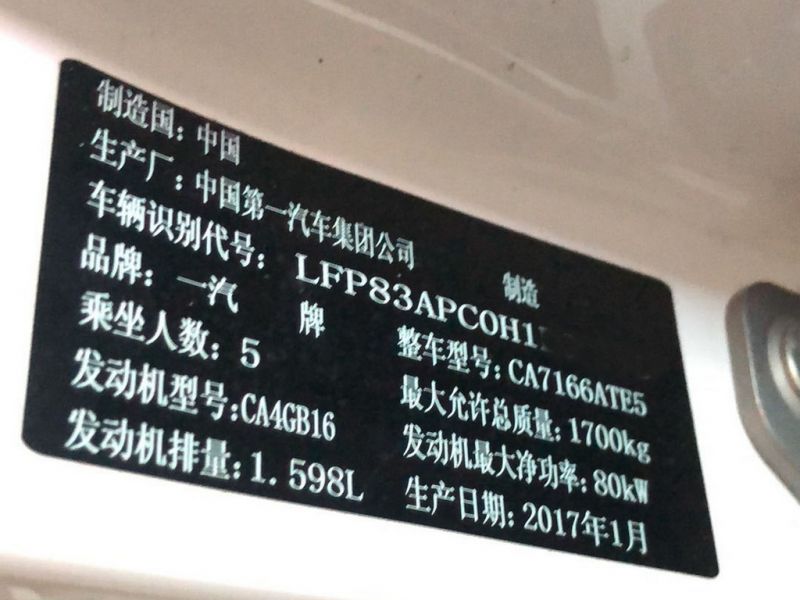 制造国：中国
生产厂：中国第一汽车集团公司 制造
车辆识别代号：LFP83APC0H1
品牌：一汽 牌 整车型号：CA7166ATE5
乘坐人数：5 最大允许总质量：1700kg
发动机型号：CA4GB16 发动机最大净功率：80kW
发动机排量：1.598L 生产日期：2017年1月